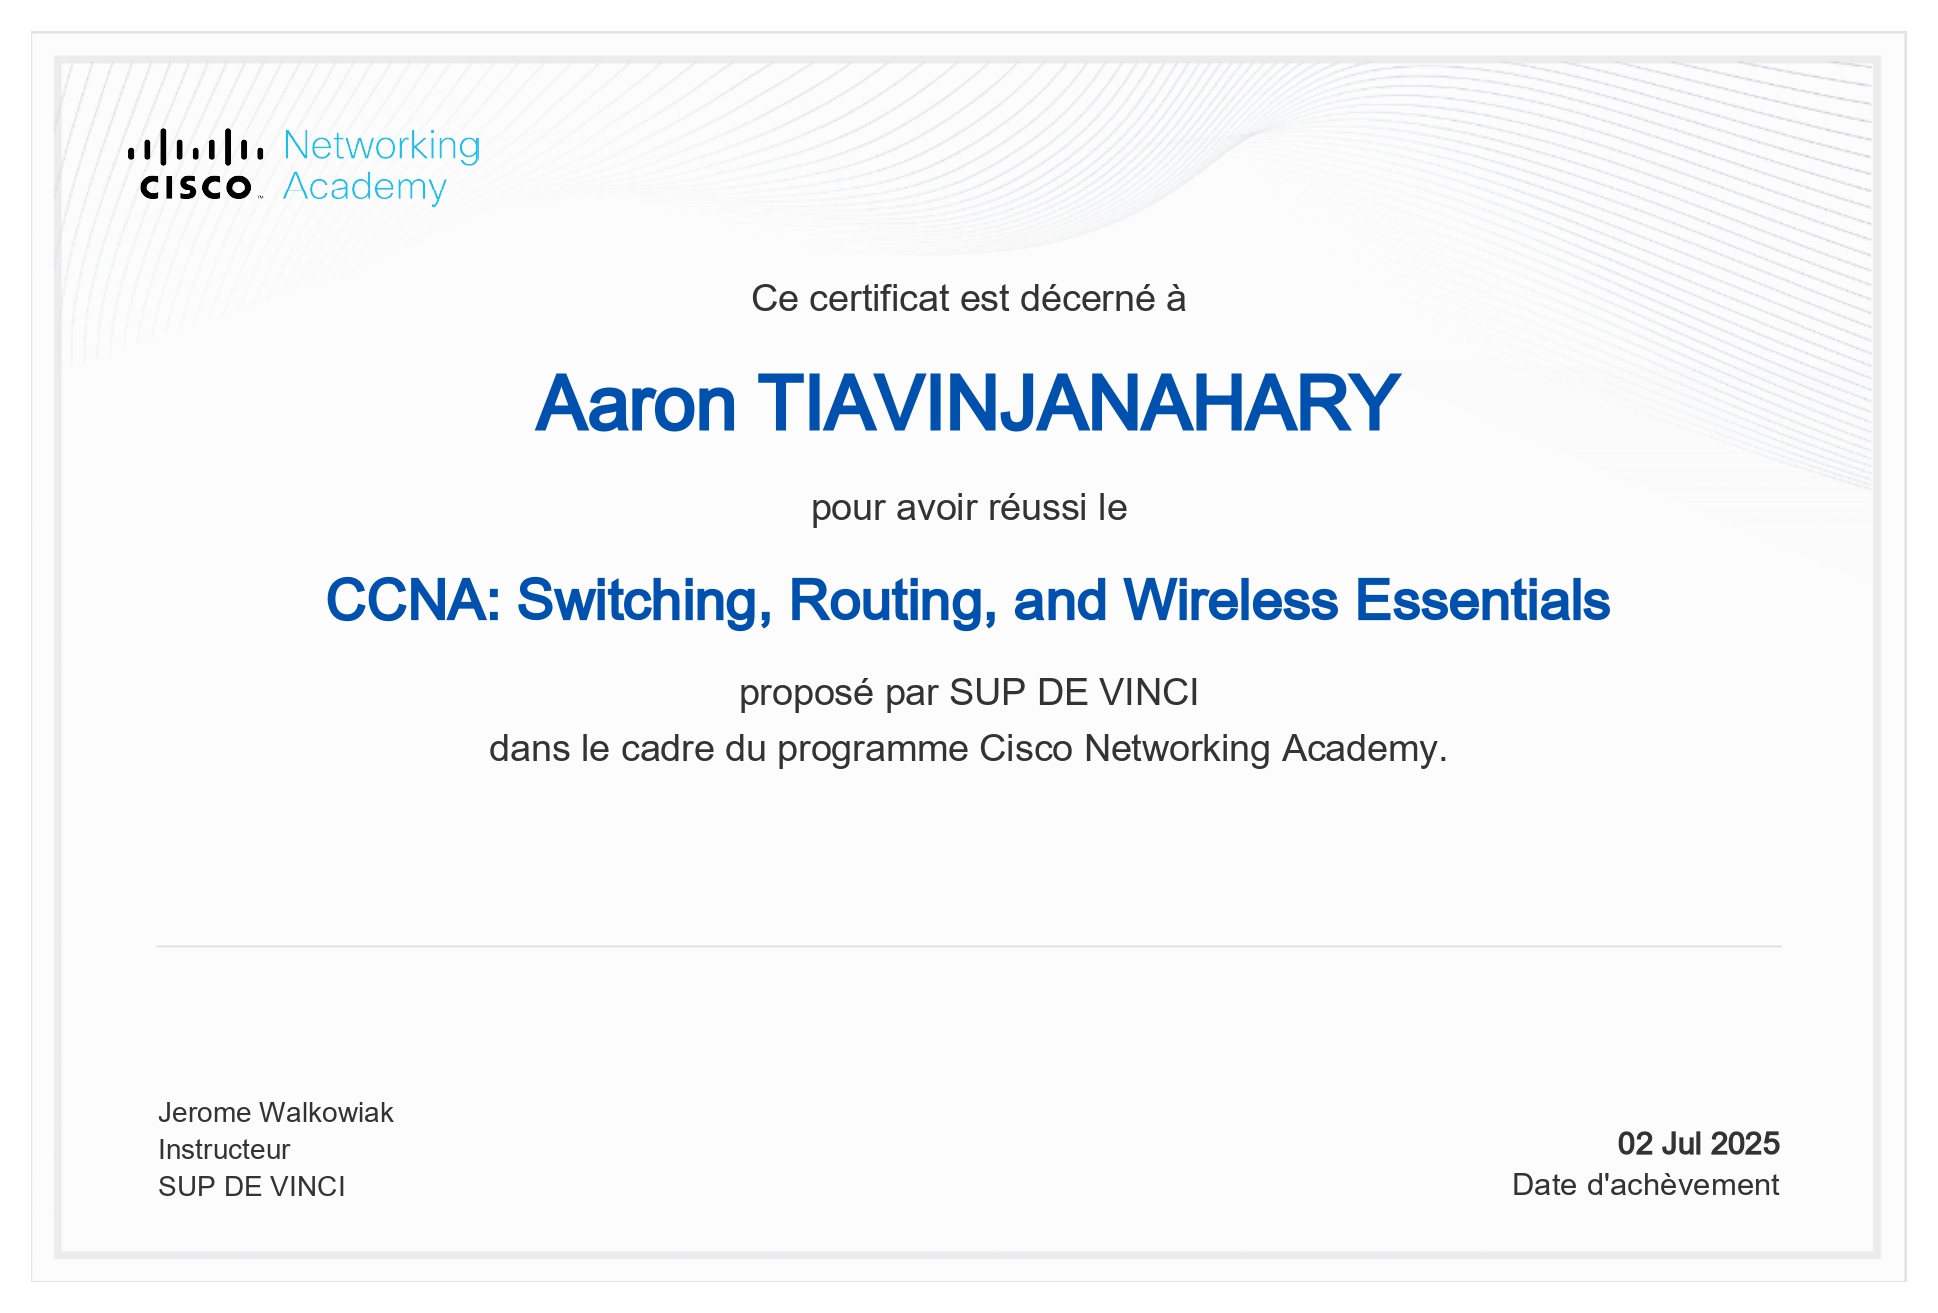 Networking
CISCO™ Academy
Ce certificat est décerné à
Aaron TIAVINJANAHARY
pour avoir réussi le
CCNA: Switching, Routing, and Wireless Essentials
proposé par SUP DE VINCI
dans le cadre du programme Cisco Networking Academy.
Jerome Walkowiak
Instructeur
SUP DE VINCI
02 Jul 2025
Date d'achèvement